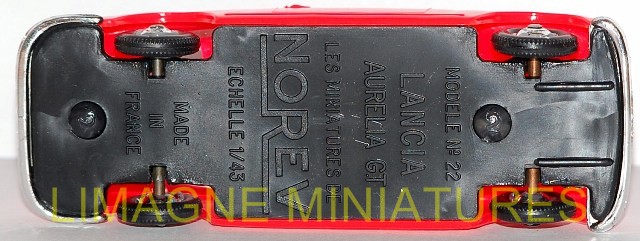 MODELE Nº 22
LANCIA
AURELIA GT
LES MINIATURES DE
NOREV
ECHELLE 1/43
MADE
IN
FRANCE
LIMAGNE MINIATURES